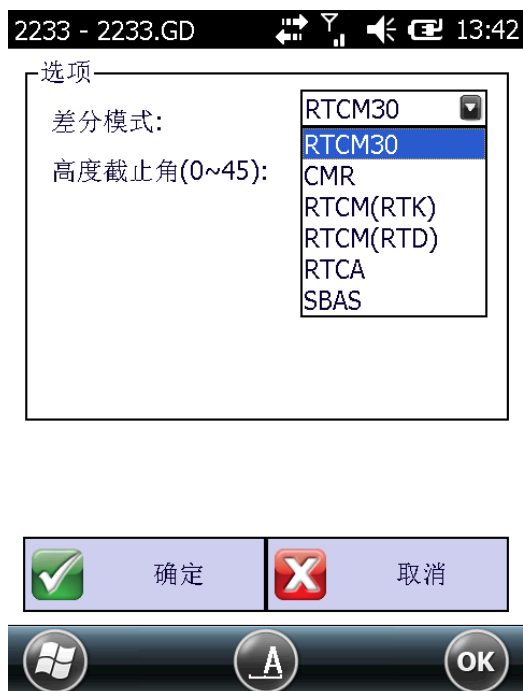 2233 - 2233.GD 13:42
选项
差分模式: RTCM30
RTCM30
高度截止角(0~45):
CMR
RTCM(RTK)
RTCM(RTD)
RTCA
SBAS
确定 取消
A OK